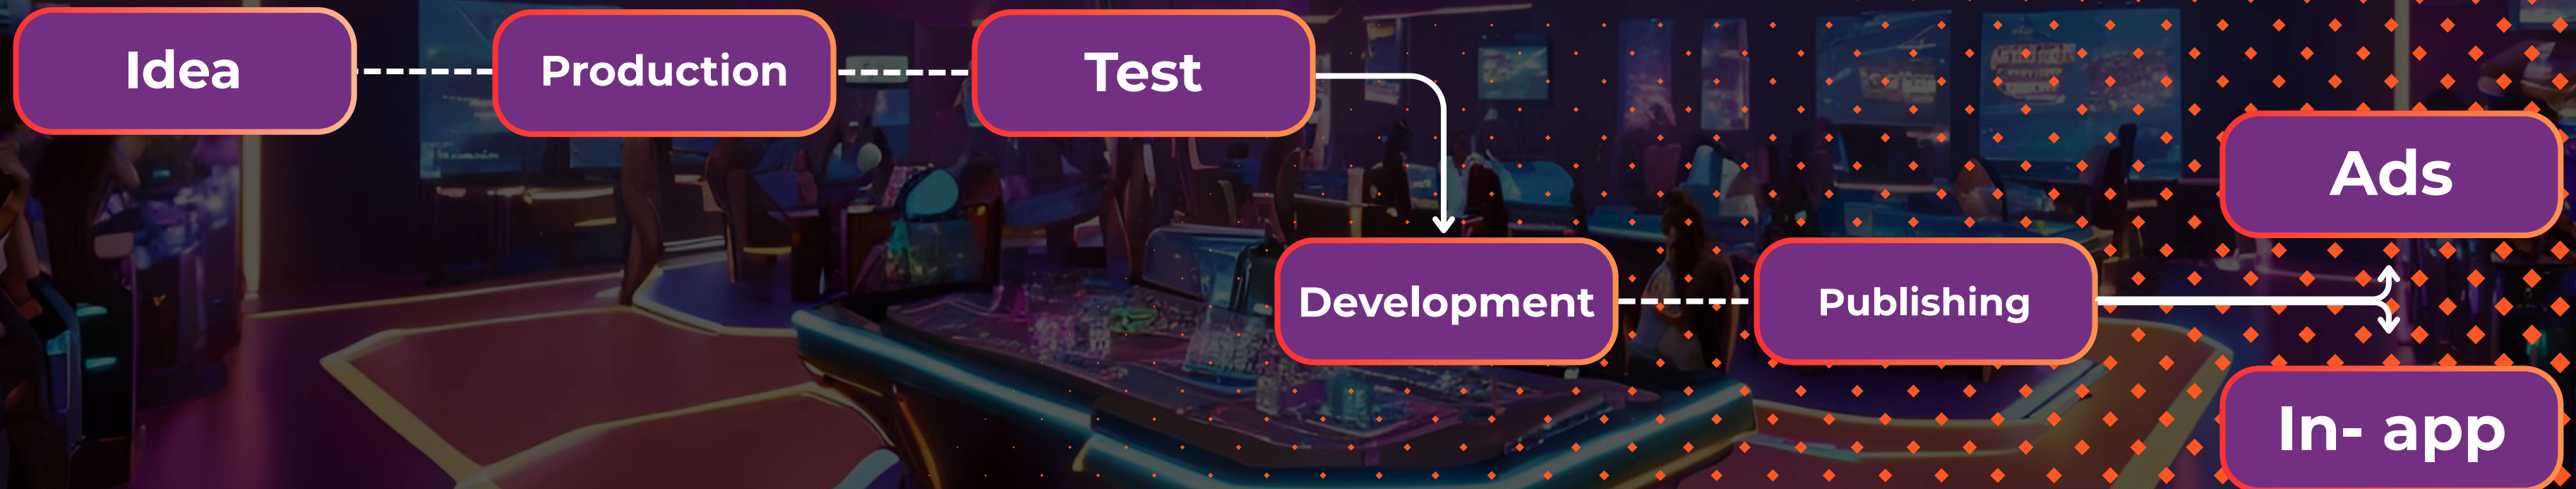 Idea
Production
Test
Development
Publishing
Ads
In- app